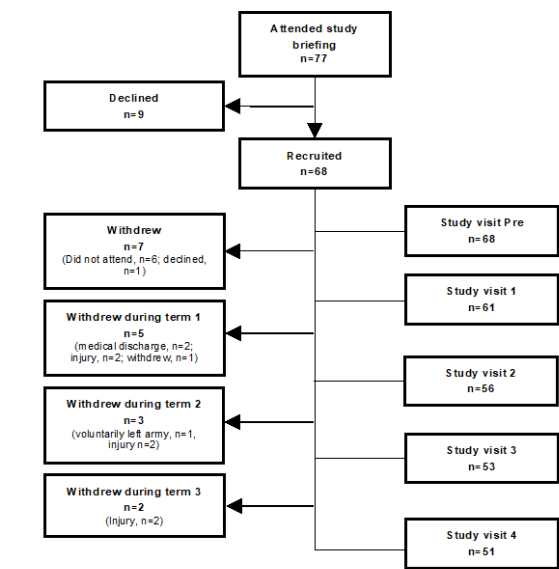 Attended study
briefing
n=77
Declined
n=9
Recruited
n=68
Withdrew
n=7
(Did not attend, n=6; declined,
n=1)
Study visit Pre
n=68
Study visit 1
n=61
Withdrew during term 1
n=5
(medical discharge, n=2;
injury, n=2; withdrew, n=1)
Study visit 2
n=56
Withdrew during term 2
n=3
(voluntarily left army, n=1,
injury n=2)
Study visit 3
n=53
Withdrew during term 3
n=2
(Injury, n=2)
Study visit 4
n=51